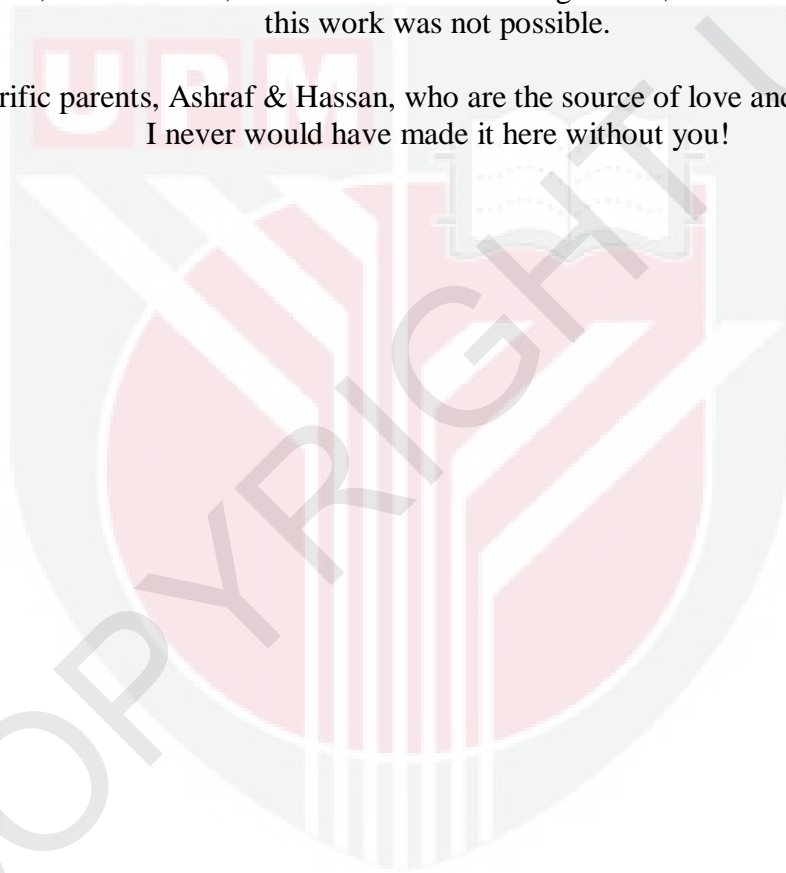 this work was not possible.
parents, Ashraf & Hassan, who are the source of love and
I never would have made it here without you!
UPM
COPYRIGHT